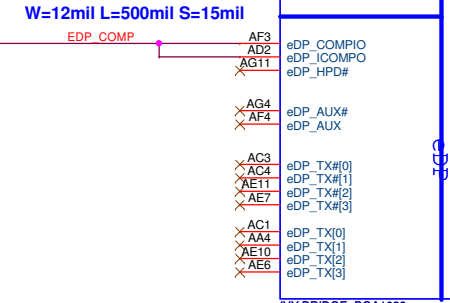 W=12mil L=500mil S=15mil
EDP_COMP
AF3 eDP_COMPIO
AD2 eDP_ICOMPO
AG11 eDP_HPD#
AG4 eDP_AUX#
AF4 eDP_AUX
eDP
AC3 eDP_TX#[0]
AC4 eDP_TX#[1]
AE11 eDP_TX#[2]
AE7 eDP_TX#[3]
AC1 eDP_TX[0]
AA4 eDP_TX[1]
AE10 eDP_TX[2]
AE6 eDP_TX[3]